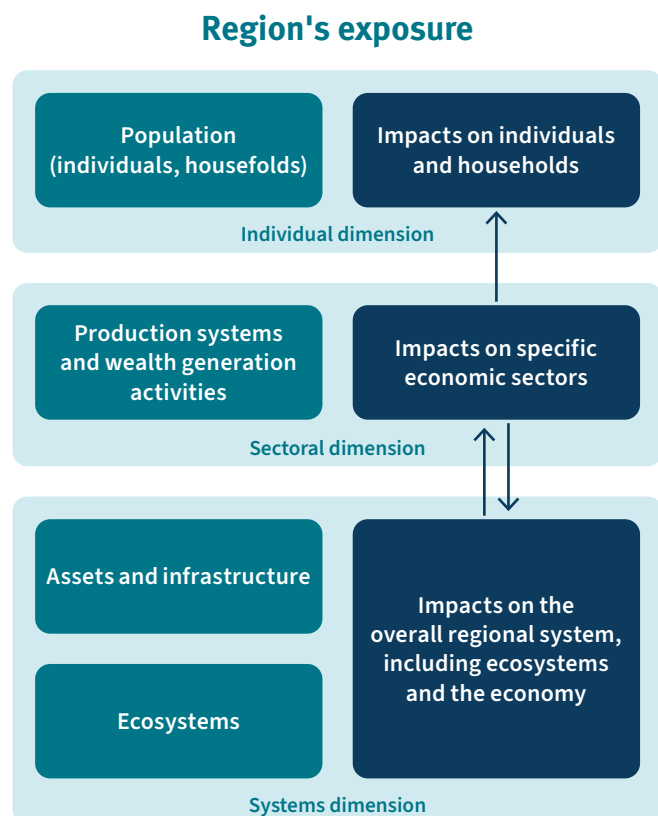 Region's exposure
Population
(individuals, housefolds)
Impacts on individuals
and households
Individual dimension
Production systems
and wealth generation
activities
Impacts on specific
economic sectors
Sectoral dimension
Assets and infrastructure
Ecosystems
Impacts on the
overall regional system,
including ecosystems
and the economy
Systems dimension